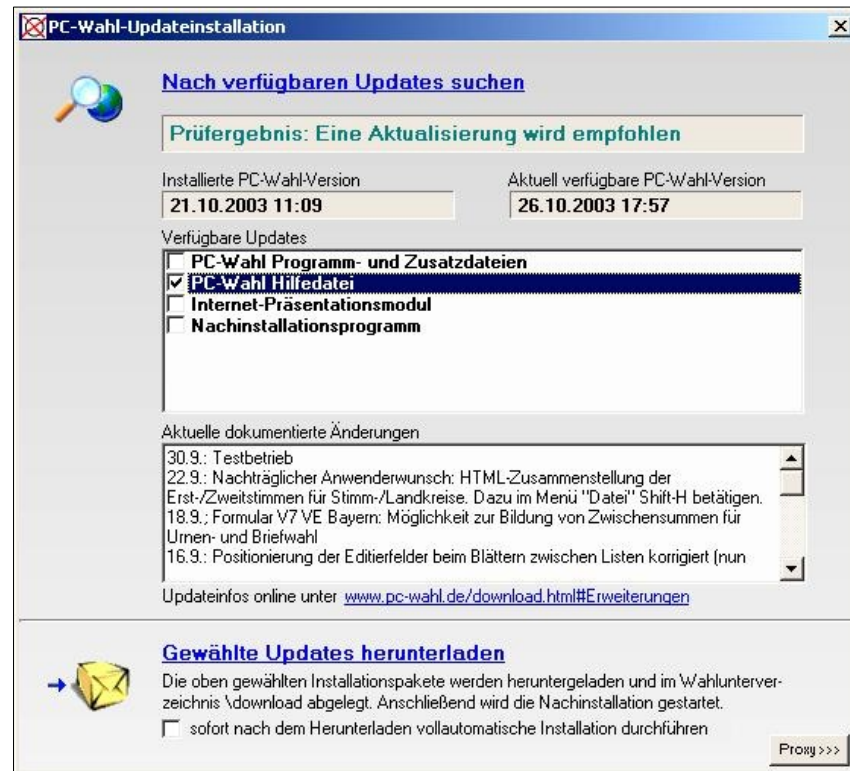 PC-Wahl-Updateinstallation
Nach verfügbaren Updates suchen
Prüfergebnis: Eine Aktualisierung wird empfohlen
Installierte PC-Wahl-Version
Aktuell verfügbare PC-Wahl-Version
21.10.2003 11:09
26.10.2003 17:57
Verfügbare Updates
PC-Wahl Programm- und Zusatzdateien
PC-Wahl Hilfedatei
Internet-Präsentationsmodul
Nachinstallationsprogramm
Aktuelle dokumentierte Änderungen
30.9.: Testbetrieb
22.9.: Nachträglicher Anwenderwunsch: HTML-Zusammenstellung der
Erst-/Zweitstimmen für Stimm-/Landkreise. Dazu im Menü "Datei" Shift-H betätigen.
18.9.; Formular V7 VE Bayern: Möglichkeit zur Bildung von Zwischensummen für
Urnen- und Briefwahl
16.9.: Positionierung der Editierfelder beim Blättern zwischen Listen korrigiert (nun
Updateinfos online unter www.pc-wahl.de/download.html#Erweiterungen
Gewählte Updates herunterladen
Die oben gewählten Installationspakete werden heruntergeladen und im Wahlunterver-
zeichnis \download abgelegt. Anschließend wird die Nachinstallation gestartet.
sofort nach dem Herunterladen vollautomatische Installation durchführen
Proxy>>>